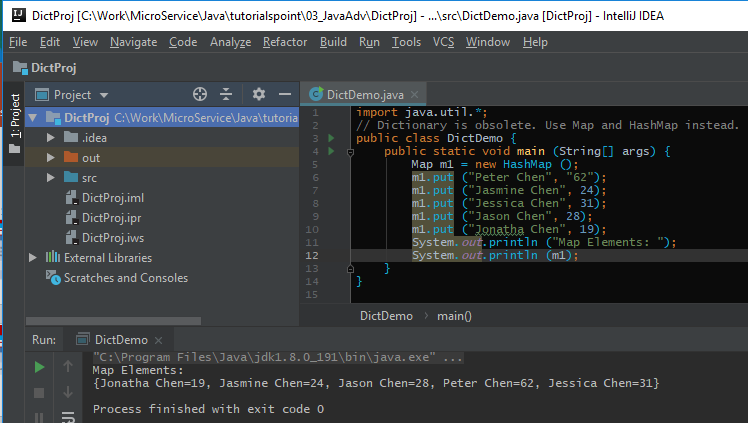 DictProj [C:\Work\MicroService\Java\tutorialspoint\03_JavaAdv\DictProj] - ...\src\DictDemo.java [DictProj] - IntelliJ IDEA
File Edit View Navigate Code Analyze Refactor Build Run Tools VCS Window Help
DictProj
1: Project
Project
DictDemo.java
DictProj C:\Work\MicroService\Java\tutoria
.idea
out
src
DictProj.iml
DictProj.ipr
DictProj.iws
External Libraries
Scratches and Consoles
1 import java.util.*;
2 // Dictionary is obsolete. Use Map and HashMap instead.
3 public class DictDemo {
4 public static void main (String[] args) {
5 Map m1 = new HashMap ();
6 m1.put ("Peter Chen", "62");
7 m1.put ("Jasmine Chen", 24);
8 m1.put ("Jessica Chen", 31);
9 m1.put ("Jason Chen", 28);
10 m1.put ("Jonatha Chen", 19);
11 System.out.println ("Map Elements: ");
12 System.out.println (m1);
13 }
14 }
15
DictDemo > main()
Run: DictDemo
"C:\Program Files\Java\jdk1.8.0_191\bin\java.exe" ...
Map Elements:
{Jonatha Chen=19, Jasmine Chen=24, Jason Chen=28, Peter Chen=62, Jessica Chen=31}
Process finished with exit code 0